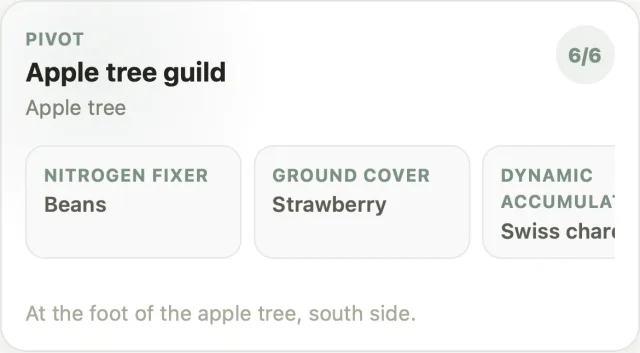 PIVOT
6/6
Apple tree guild
Apple tree
NITROGEN FIXER
Beans
GROUND COVER
Strawberry
DYNAMIC
Swiss
At the foot of the apple tree, south side.